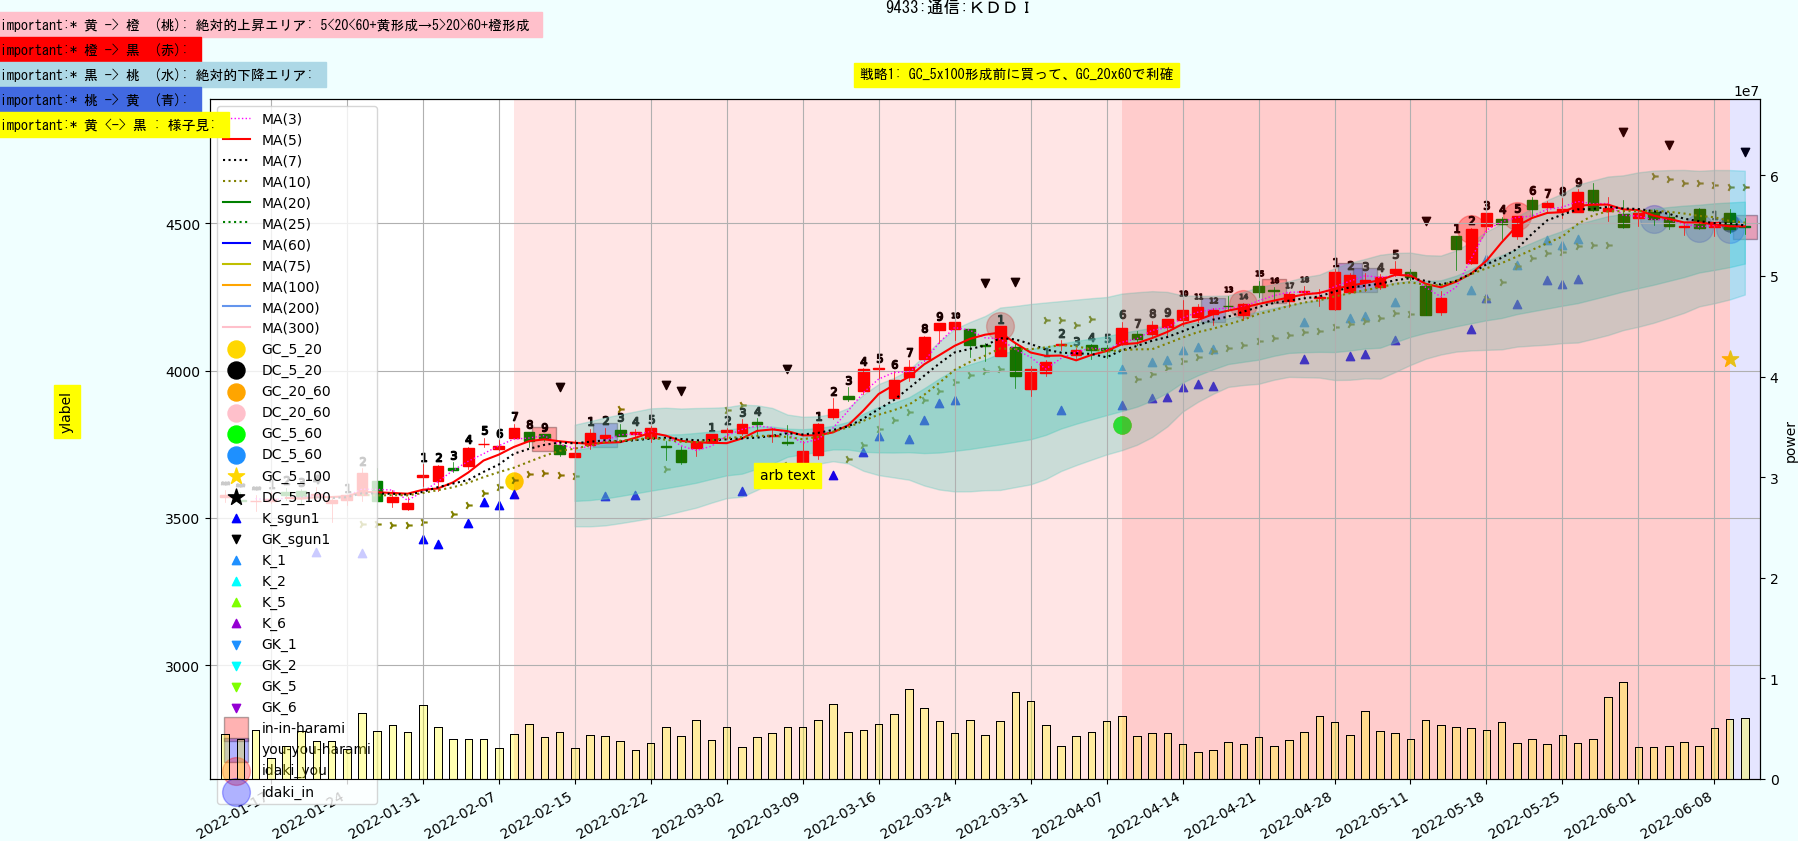 9433:通信:ＫＤＤＩ
important:* 黄 -> 橙 (桃): 絶対的上昇エリア: 5<20<60+黄形成→5>20>60+橙形成
important:* 橙 -> 黒 (赤):
important:* 黒 -> 桃 (水): 絶対的下降エリア:
important:* 桃 -> 黄 (青):
important:* 黄 <-> 黒 : 様子見:
戦略1: GC_5x100形成前に買って、GC_20x60で利確
1e7
MA(3)
MA(5)
MA(7)
MA(10)
MA(20)
MA(25)
MA(60)
MA(75)
MA(100)
MA(200)
MA(300)
GC_5_20
DC_5_20
GC_20_60
DC_20_60
GC_5_60
DC_5_60
GC_5_100
DC_5_100
K_sgun1
GK_sgun1
K_1
K_2
K_5
K_6
GK_1
GK_2
GK_5
GK_6
in-in-harami
you-you-harami
idaki_you
idaki_in
4500
4000
3500
3000
ylabel
arb text
6
5
4
3
2
1
0
power
2022-01-17
2022-01-24
2022-01-31
2022-02-07
2022-02-15
2022-02-22
2022-03-02
2022-03-09
2022-03-16
2022-03-24
2022-03-31
2022-04-07
2022-04-14
2022-04-21
2022-04-28
2022-05-11
2022-05-18
2022-05-25
2022-06-01
2022-06-08